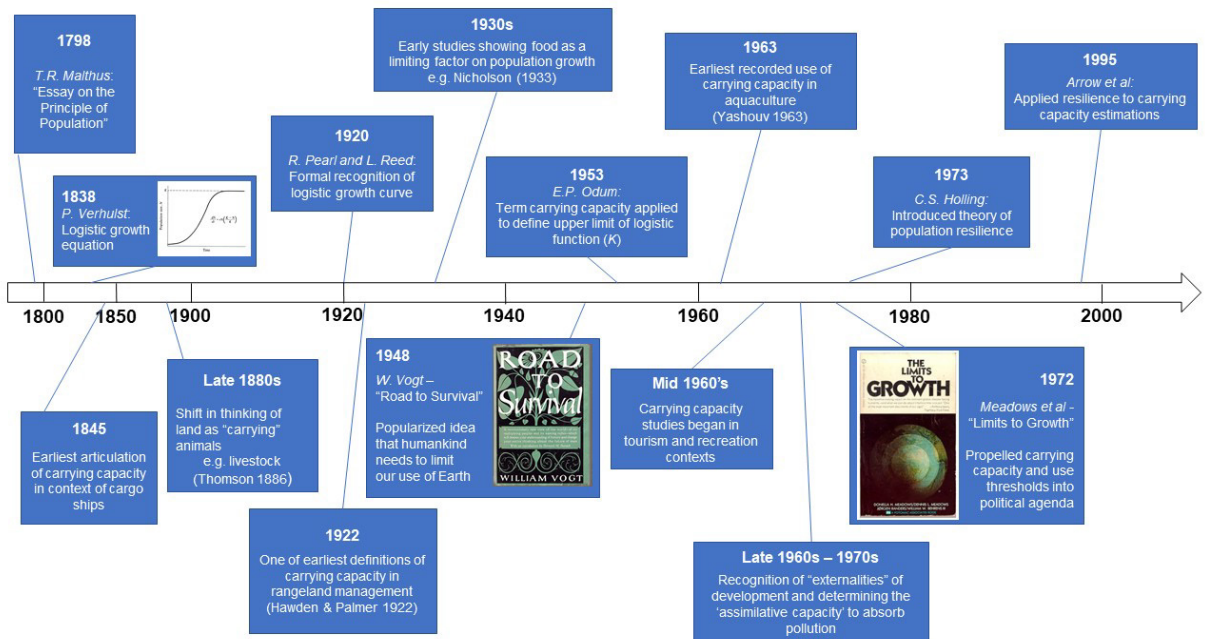 1798
T.R. Malthus:
“Essay on the
Principle of
Population”
1838
P. Verhulst:
Logistic growth
equation
Time
1920
R. Pearl and L. Reed:
Formal recognition of
logistic growth curve
1930s
Early studies showing food as a
limiting factor on population growth
e.g. Nicholson (1933)
1953
E.P. Odum:
Term carrying capacity applied
to define upper limit of logistic
function (K)
1963
Earliest recorded use of
carrying capacity in
aquaculture
(Yashouv 1963)
1973
C.S. Holling:
Introduced theory of
population resilience
1995
Arrow et al:
Applied resilience to carrying
capacity estimations
1800 1850 1900 1920 1940 1960 1980 2000
1845
Earliest articulation
of carrying capacity
in context of cargo
ships
Late 1880s
Shift in thinking of
land as “carrying”
animals
e.g. livestock
(Thomson 1886)
1922
One of earliest definitions of
carrying capacity in
rangeland management
(Hawden & Palmer 1922)
1948
W. Vogt –
“Road to Survival”
Popularized idea
that humankind
needs to limit
our use of Earth
ROAD
TO
Survival
WILLIAM VOGT
Mid 1960’s
Carrying capacity
studies began in
tourism and recreation
contexts
Late 1960s – 1970s
Recognition of “externalities” of
development and determining the
‘assimilative capacity’ to absorb
pollution
THE
LIMITS
TO
GROWTH
1972
Meadows et al -
“Limits to Growth”
Propelled carrying
capacity and use
thresholds into
political agenda